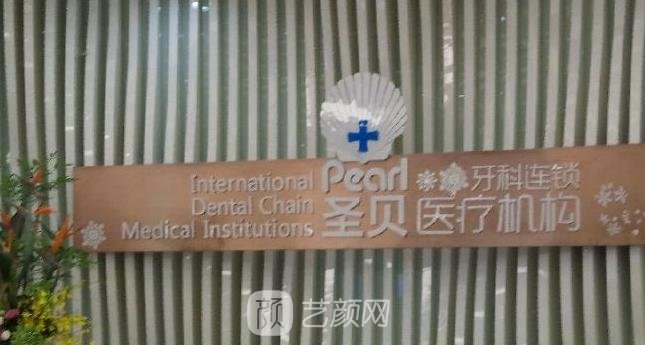 International
Dental Chain
Medical Institutions
Pearl
圣贝
牙科连锁
医疗机构
颜 艺颜网